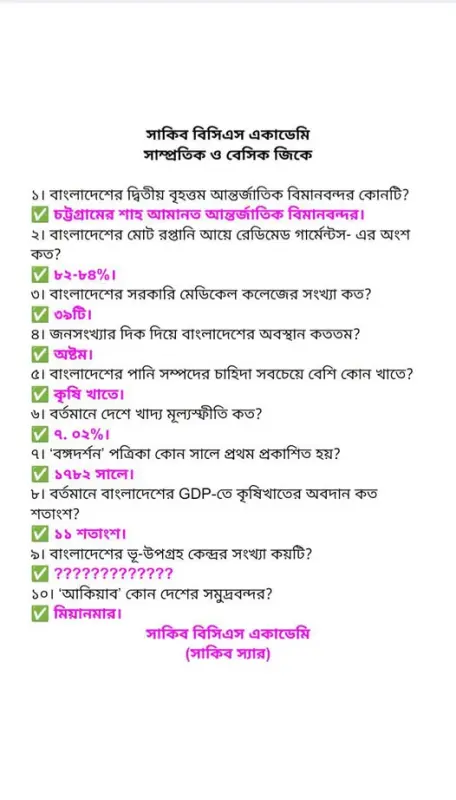 সাকিব বিসিএস একাডেমি
সাম্প্রতিক ও বেসিক জিকে
১। বাংলাদেশের দ্বিতীয় বৃহত্তম আন্তর্জাতিক বিমানবন্দর কোনটি?
✅ চট্টগ্রামের শাহ আমানত আন্তর্জাতিক বিমানবন্দর।
২। বাংলাদেশের মোট রপ্তানি আয়ে রেডিমেড গার্মেন্টস- এর অংশ
কত?
✅ ৮২-৮৪%।
৩। বাংলাদেশের সরকারি মেডিকেল কলেজের সংখ্যা কত?
✅ ৩৯টি।
৪। জনসংখ্যার দিক দিয়ে বাংলাদেশের অবস্থান কততম?
✅ অষ্টম।
৫। বাংলাদেশের পানি সম্পদের চাহিদা সবচেয়ে বেশি কোন খাতে?
✅ কৃষি খাতে।
৬। বর্তমানে দেশে খাদ্য মূল্যস্ফীতি কত?
✅ ৭. ০২%।
৭। ‘বঙ্গদর্শন’ পত্রিকা কোন সালে প্রথম প্রকাশিত হয়?
✅ ১৭৮২ সালে।
৮। বর্তমানে বাংলাদেশের GDP-তে কৃষিখাতের অবদান কত
শতাংশ?
✅ ১১ শতাংশ।
৯। বাংলাদেশের ভূ-উপগ্রহ কেন্দ্রর সংখ্যা কয়টি?
✅ ?????????????
১০। ‘আকিয়াব’ কোন দেশের সমুদ্রবন্দর?
✅ মিয়ানমার।
সাকিব বিসিএস একাডেমি
(সাকিব স্যার)